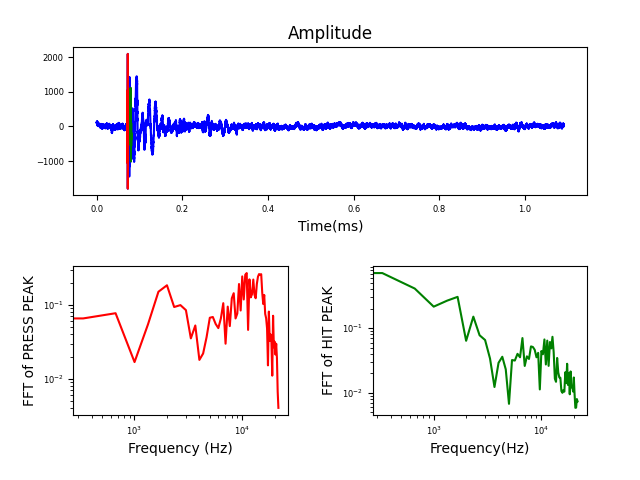 Amplitude
2000
1000
0
−1000
0.0 0.2 0.4 0.6 0.8 1.0
Time(ms)
FFT of PRESS PEAK
10⁻¹
10⁻²
10³ 10⁴
Frequency (Hz)
FFT of HIT PEAK
10⁻¹
10⁻²
10³ 10⁴
Frequency(Hz)